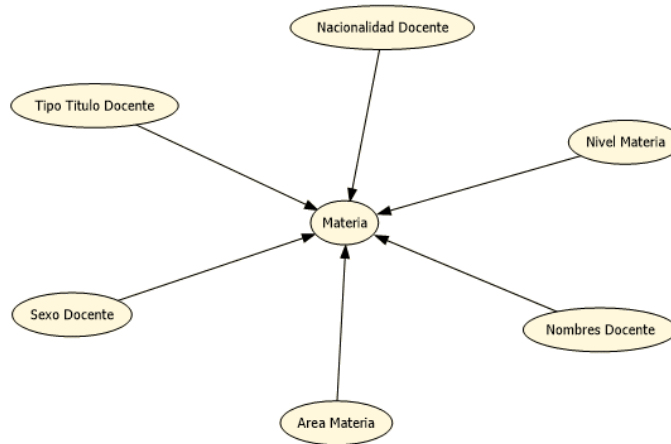 Nacionalidad Docente
Tipo Titulo Docente
Nivel Materia
Materia
Sexo Docente
Nombres Docente
Area Materia